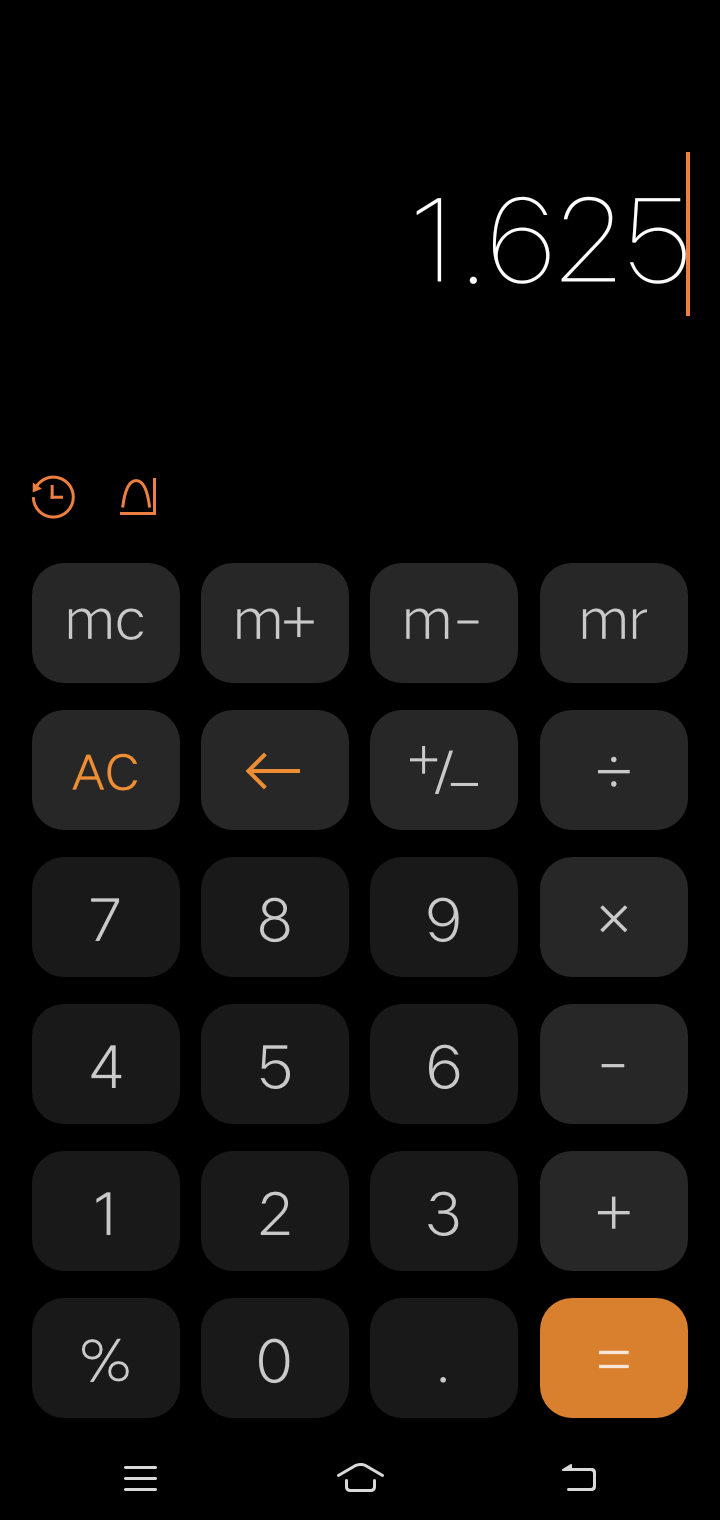 1.625
mc m+ m- mr
AC ← +/− ÷
7 8 9 ×
4 5 6 -
1 2 3 +
% 0 . =